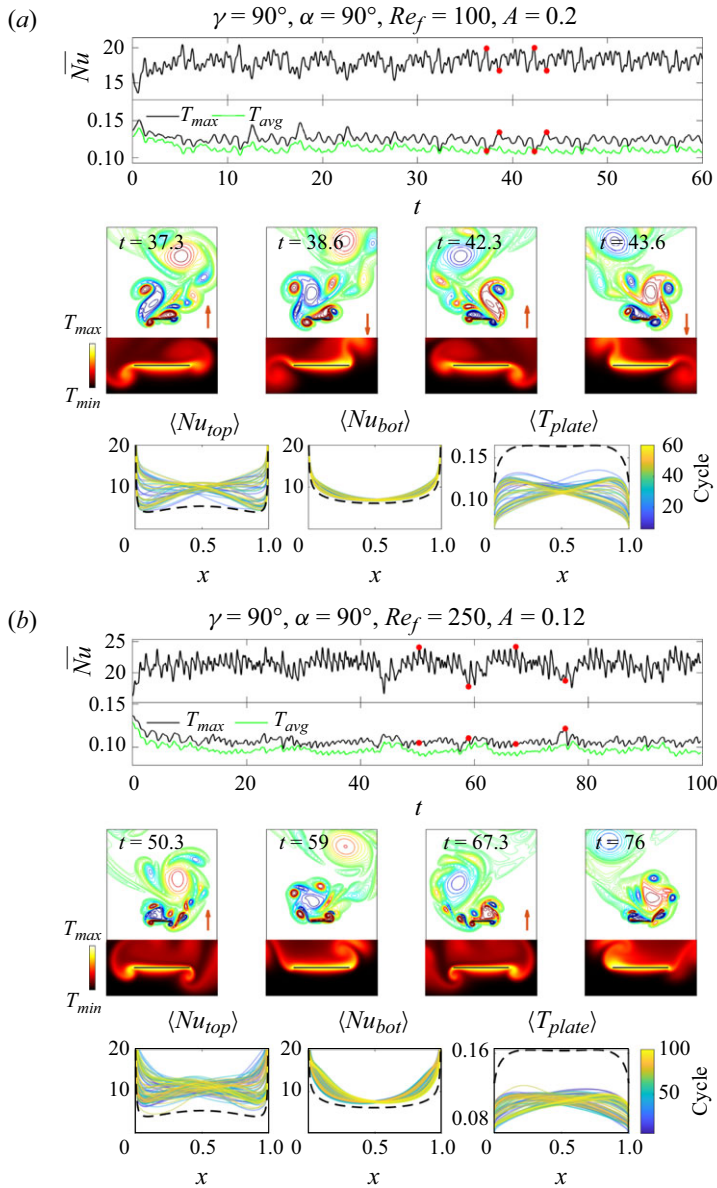 (a)
γ = 90°, α = 90°, Re_f = 100, A = 0.2
20
15
Nu
0.15
0.10
T_max T_avg
0 10 20 30 40 50 60
t
t = 37.3 t = 38.6 t = 42.3 t = 43.6
T_max
T_min
⟨Nu_top⟩ ⟨Nu_bot⟩ ⟨T_plate⟩
20 20 60
0.15
10 10 40
0.10 20
Cycle
0 0.5 1.0 0 0.5 1.0 0 0.5 1.0
x x x
(b)
γ = 90°, α = 90°, Re_f = 250, A = 0.12
25
20
Nu
T_max T_avg
0.10
0 20 40 60 80 100
t
t = 50.3 t = 59 t = 67.3 t = 76
T_max
T_min
⟨Nu_top⟩ ⟨Nu_bot⟩ ⟨T_plate⟩
20 20 0.16 100
10 10 50
0.08
Cycle
0 0.5 1.0 0 0.5 1.0 0 0.5 1.0
x x x